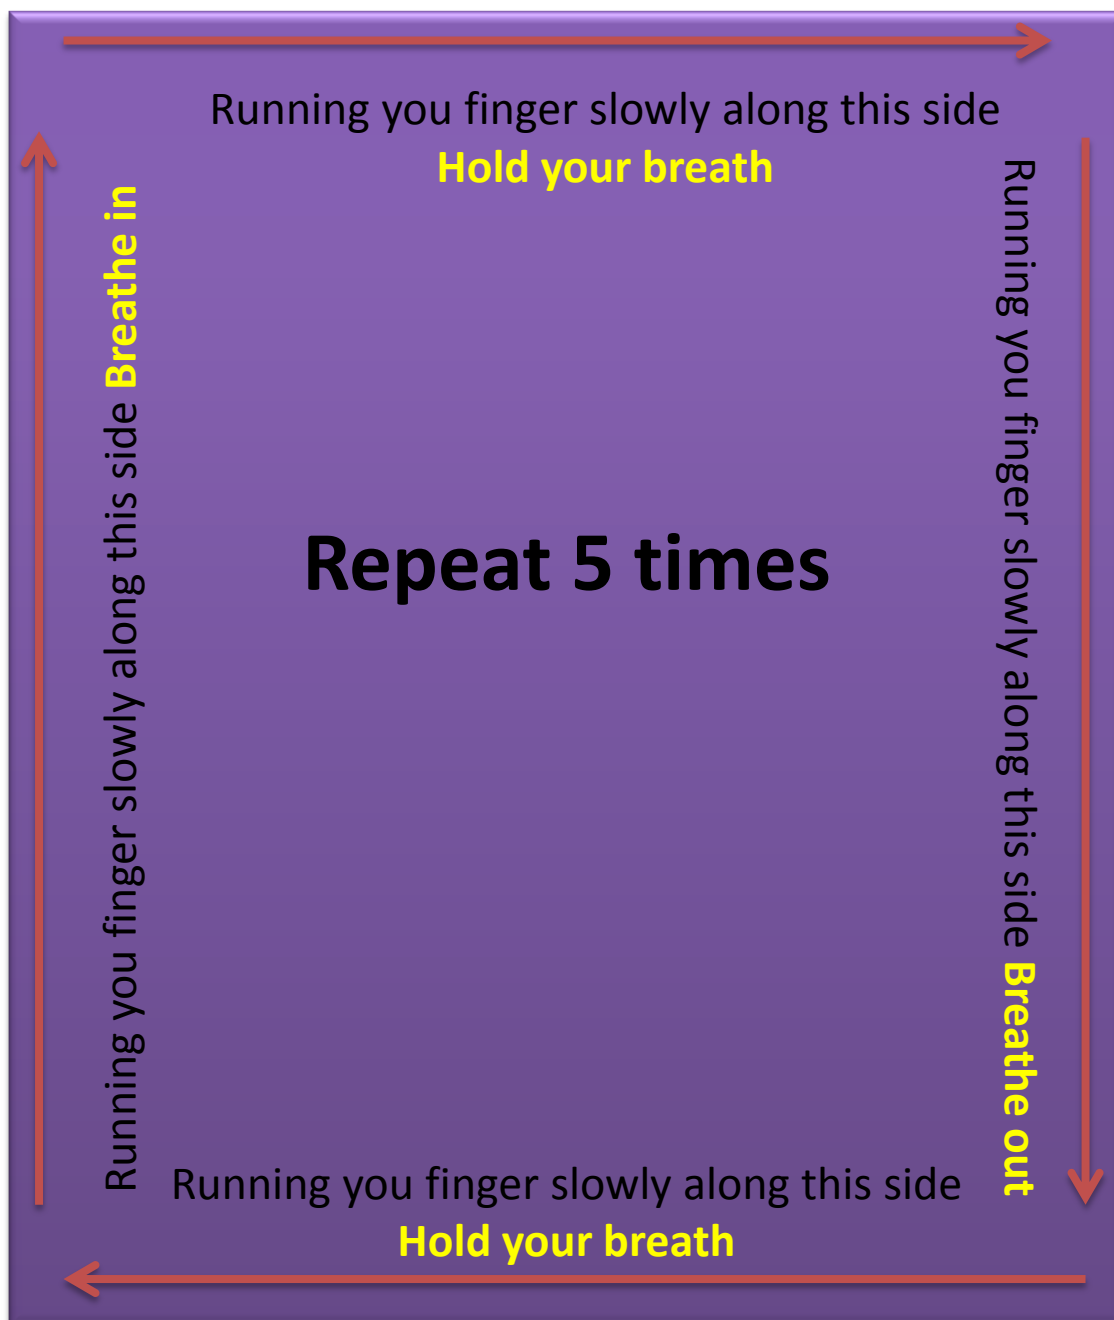 Running you finger slowly along this side
Hold your breath
Running you finger slowly along this side Breathe in
Running you finger slowly along this side Breathe out
Repeat 5 times
Running you finger slowly along this side
Hold your breath